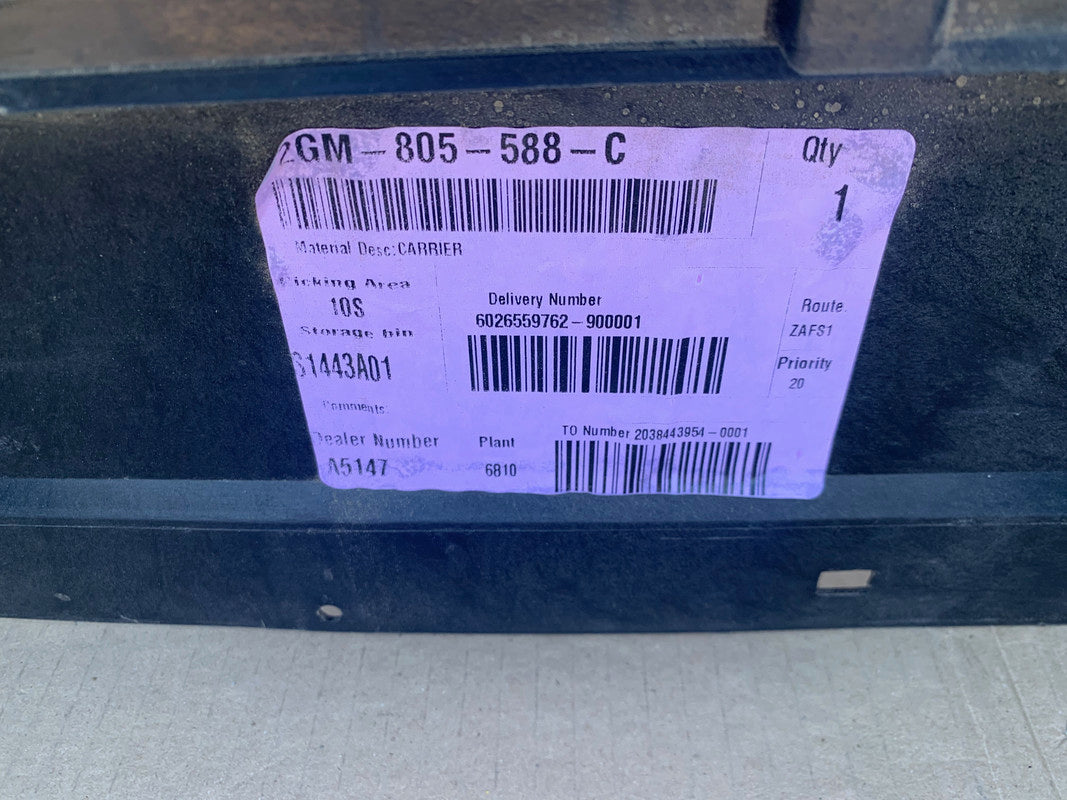 2GM-805-588-C
Qty
1
Material Desc:CARRIER
Picking Area
10S
Storage bin
S1443A01
Delivery Number
6026559762-900001
Route
ZAFS1
Priority
20
Comments:
Dealer Number
A5147
Plant
6810
TO Number 2038443954-0001